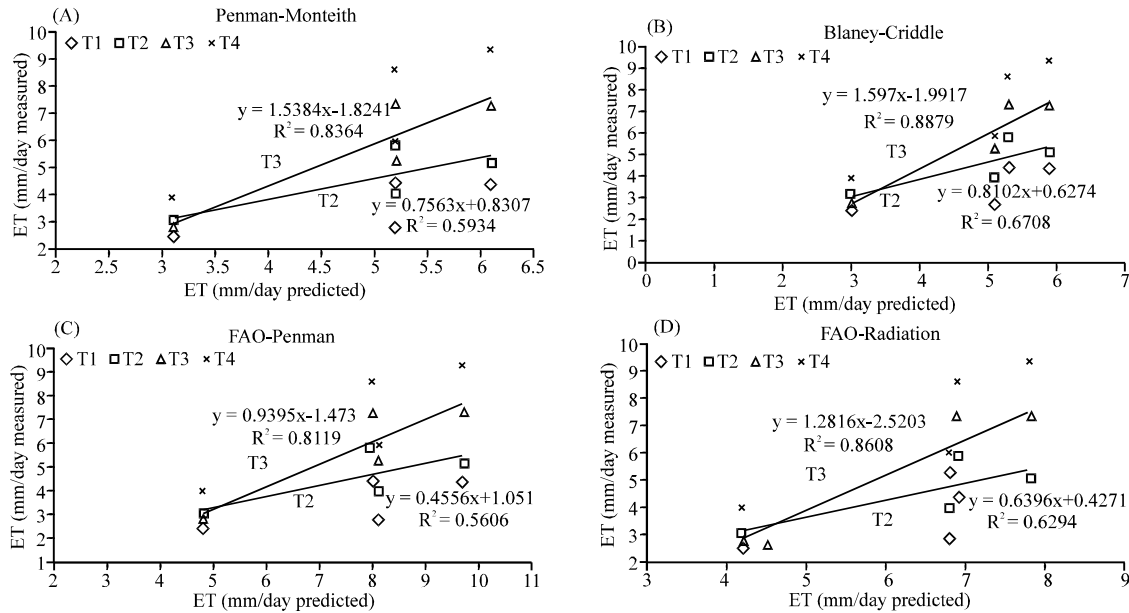 (A)
Penman-Monteith
T1 T2 T3 T4
ET (mm/day measured)
10
9
8
7
6
5
4
3
2
y = 1.5384x-1.8241
R² = 0.8364
T3
T2
y = 0.7563x+0.8307
R² = 0.5934
2 2.5 3 3.5 4 4.5 5 5.5 6 6.5
ET (mm/day predicted)
(B)
Blaney-Criddle
T1 T2 T3 T4
ET (mm/day measured)
10
9
8
7
6
5
4
3
2
1
0
y = 1.597x-1.9917
R² = 0.8879
T3
T2
y = 0.8102x+0.6274
R² = 0.6708
0 1 2 3 4 5 6 7
ET (mm/day predicted)
(C)
FAO-Penman
T1 T2 T3 T4
ET (mm/day measured)
10
9
8
7
6
5
4
3
2
1
y = 0.9395x-1.473
R² = 0.8119
T3
T2
y = 0.4556x+1.051
R² = 0.5606
2 3 4 5 6 7 8 9 10 11
ET (mm/day predicted)
(D)
FAO-Radiation
T1 T2 T3 T4
ET (mm/day measured)
10
9
8
7
6
5
4
3
2
y = 1.2816x-2.5203
R² = 0.8608
T3
T2
y = 0.6396x+0.4271
R² = 0.6294
3 4 5 6 7 8 9
ET (mm/day predicted)